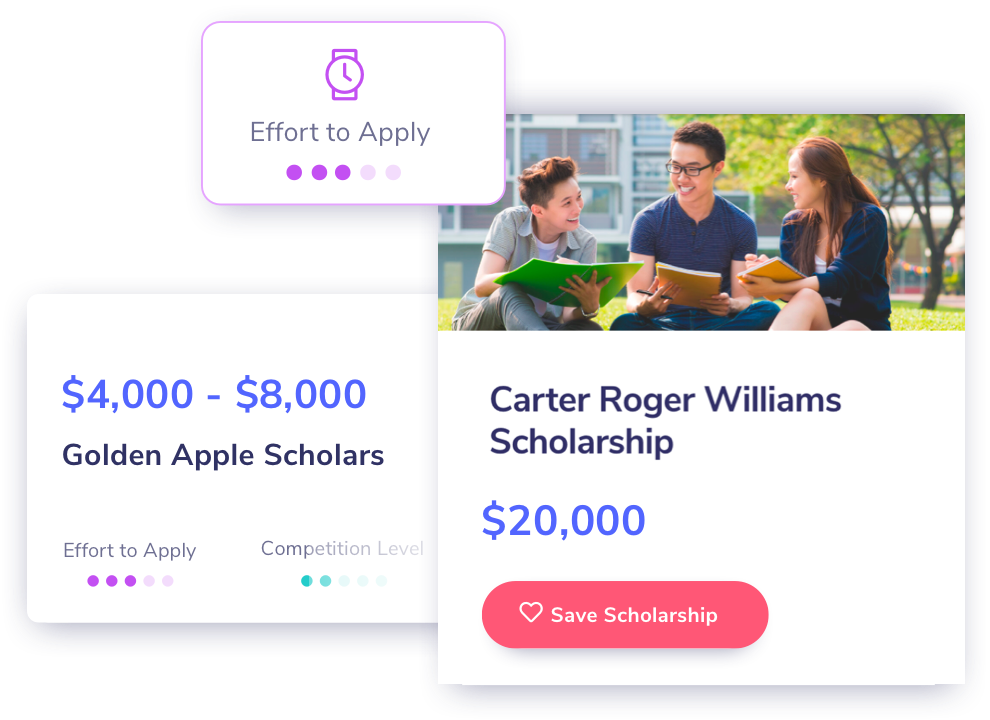 Effort to Apply
$4,000 - $8,000
Golden Apple Scholars
Effort to Apply
Competition Level
Carter Roger Williams
Scholarship
$20,000
Save Scholarship